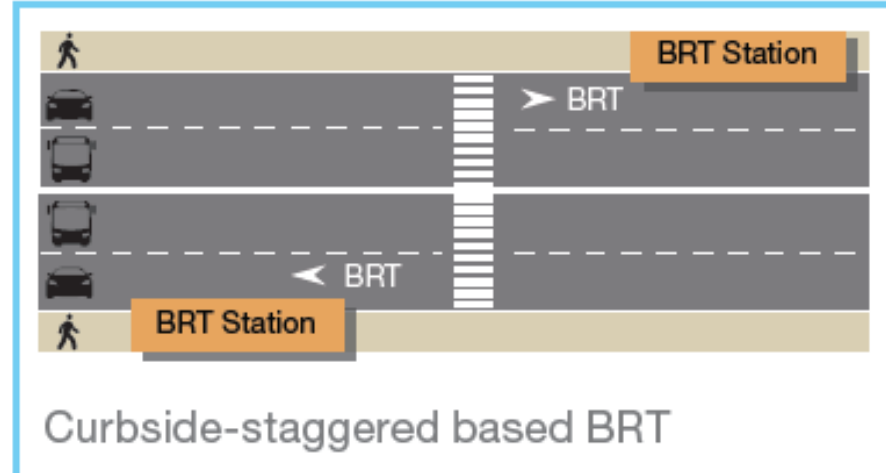 BRT Station
BRT
BRT
BRT Station
Curbside-staggered based BRT